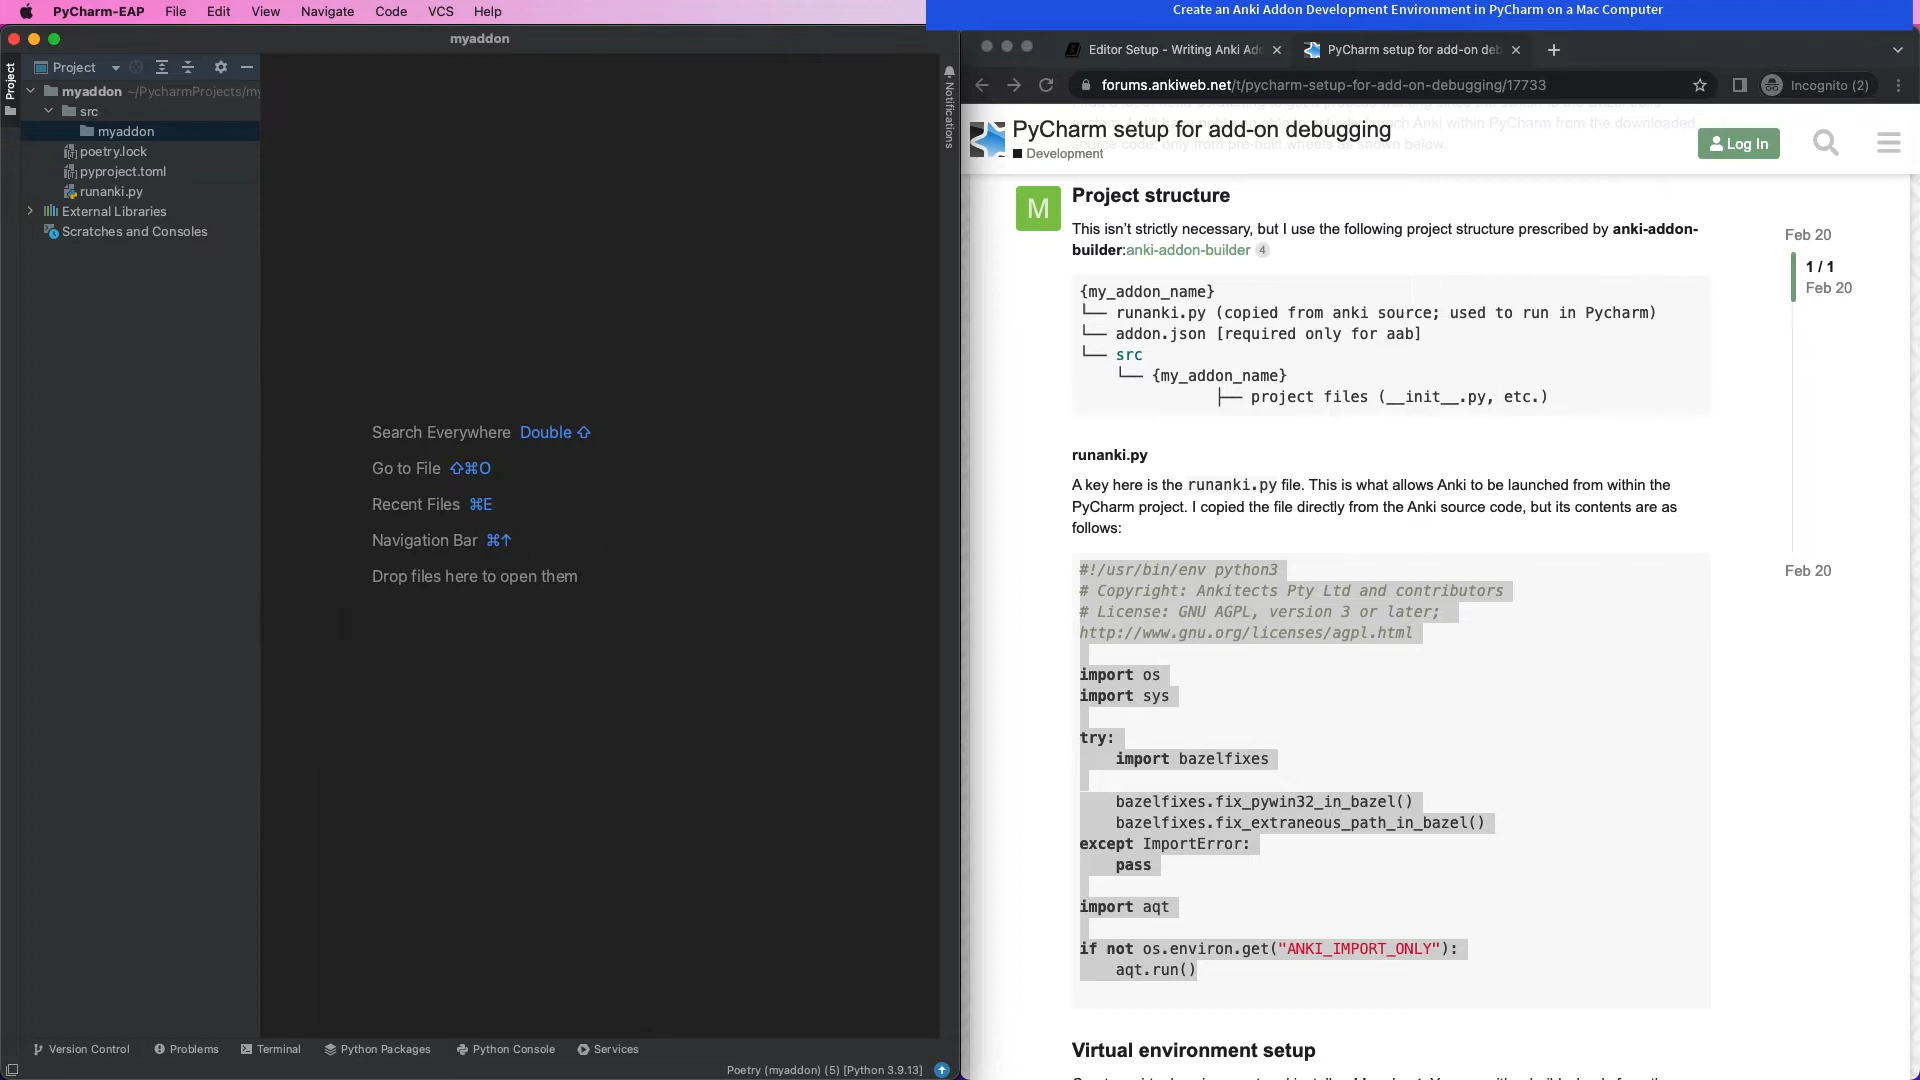 PyCharm-EAP File Edit View Navigate Code VCS Help
Create an Anki Addon Development Environment in PyCharm on a Mac Computer
myaddon
Project
Project
myaddon ~/PycharmProjects/my
src
myaddon
poetry.lock
pyproject.toml
runanki.py
External Libraries
Scratches and Consoles
Search Everywhere Double ⇧
Go to File ⇧⌘O
Recent Files ⌘E
Navigation Bar ⌘↑
Drop files here to open them
Notifications
Version Control Problems Terminal Python Packages Python Console Services
Poetry (myaddon) (5) [Python 3.9.13]
Editor Setup - Writing Anki Add
PyCharm setup for add-on deb
forums.ankiweb.net/t/pycharm-setup-for-add-on-debugging/17733
Incognito (2)
PyCharm setup for add-on debugging
Development
Log In
source code, only from pre-built wheels as shown below.
M
Project structure
This isn’t strictly necessary, but I use the following project structure prescribed by anki-addon-
builder:anki-addon-builder 4
{my_addon_name}
└── runanki.py (copied from anki source; used to run in Pycharm)
└── addon.json [required only for aab]
└── src
└── {my_addon_name}
├── project files (__init__.py, etc.)
runanki.py
A key here is the runanki.py file. This is what allows Anki to be launched from within the
PyCharm project. I copied the file directly from the Anki source code, but its contents are as
follows:
#!/usr/bin/env python3
# Copyright: Ankitects Pty Ltd and contributors
# License: GNU AGPL, version 3 or later;
http://www.gnu.org/licenses/agpl.html
import os
import sys
try:
import bazelfixes
bazelfixes.fix_pywin32_in_bazel()
bazelfixes.fix_extraneous_path_in_bazel()
except ImportError:
pass
import aqt
if not os.environ.get("ANKI_IMPORT_ONLY"):
aqt.run()
Virtual environment setup
Feb 20
1 / 1
Feb 20
Feb 20